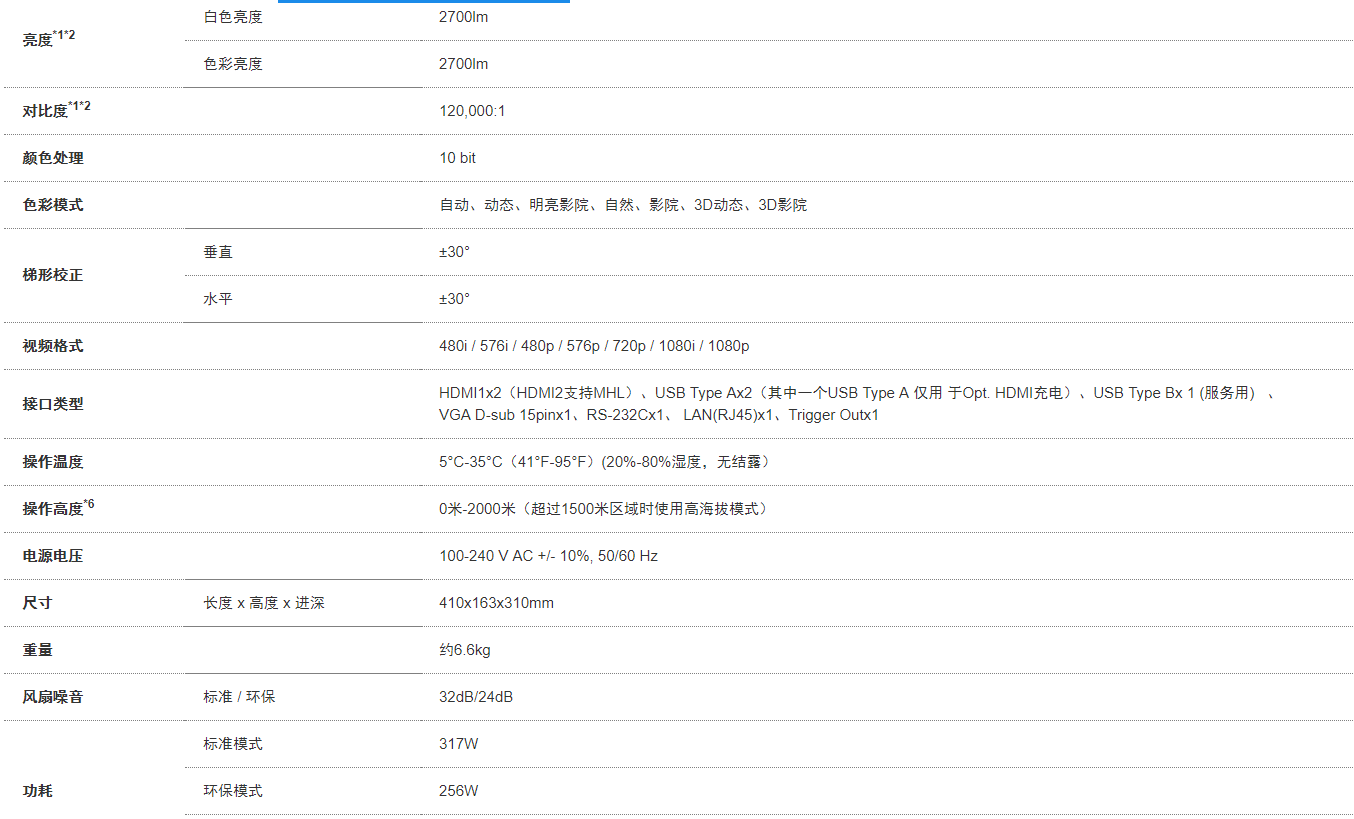 亮度*1*2
白色亮度 2700lm
色彩亮度 2700lm
对比度*1*2 120,000:1
颜色处理 10 bit
色彩模式 自动、动态、明亮影院、自然、影院、3D动态、3D影院
梯形校正
垂直 ±30°
水平 ±30°
视频格式 480i / 576i / 480p / 576p / 720p / 1080i / 1080p
接口类型
HDMI1x2（HDMI2支持MHL）、USB Type Ax2（其中一个USB Type A 仅用 于Opt. HDMI充电）、USB Type Bx 1 (服务用) 、
VGA D-sub 15pinx1、RS-232Cx1、 LAN(RJ45)x1、Trigger Outx1
操作温度 5°C-35°C（41°F-95°F）(20%-80%湿度，无结露）
操作高度*6 0米-2000米（超过1500米区域时使用高海拔模式）
电源电压 100-240 V AC +/- 10%, 50/60 Hz
尺寸 长度 x 高度 x 进深 410x163x310mm
重量 约6.6kg
风扇噪音 标准 / 环保 32dB/24dB
功耗
标准模式 317W
环保模式 256W